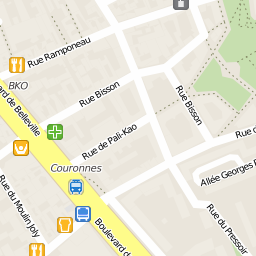 Rue Ramponeau
BKO
Rue Bisson
Rue Bisson
rd de Belleville
Rue de Pali-Kao
Couronnes
Rue de
Allée Georges
Rue du Moulin Joly
Rue du Pressoir
Boulevard d